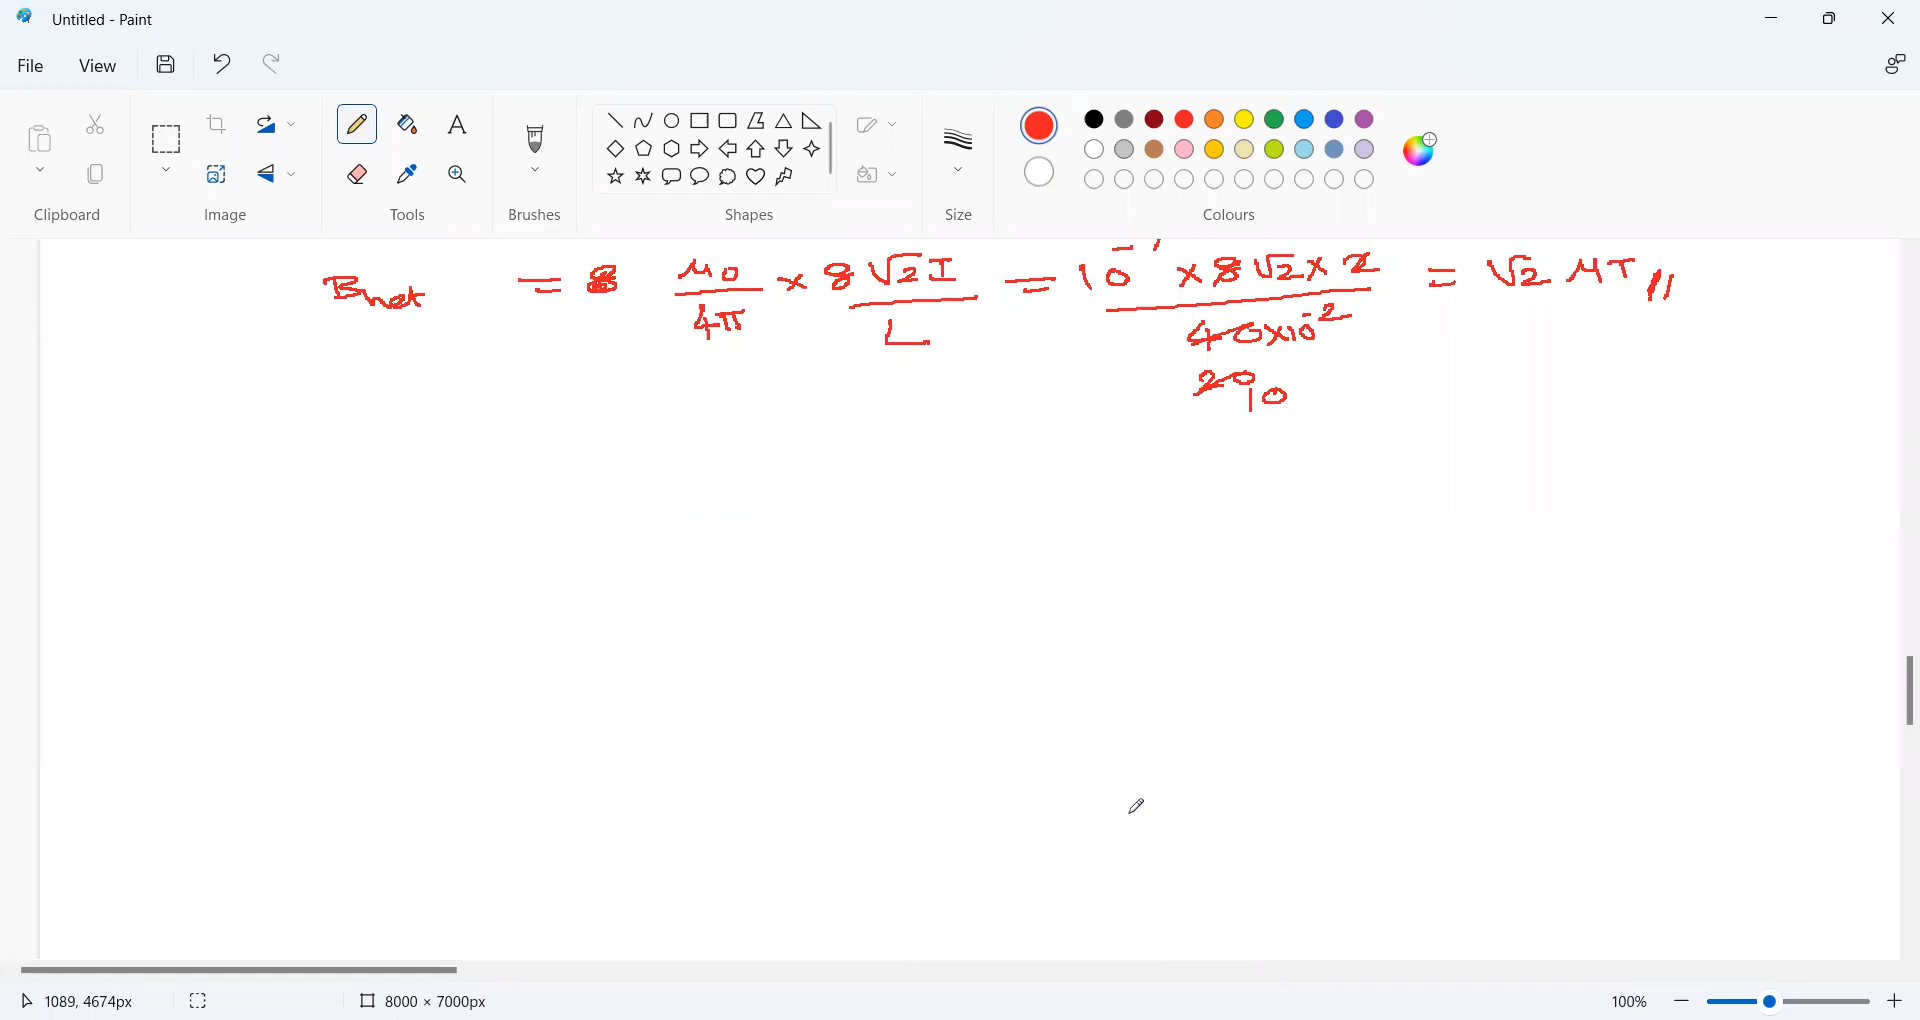 Untitled - Paint
File View
Clipboard Image Tools Brushes Shapes Size Colours
Bnet = μ0/4π × 8√2I/L = 10⁻⁷ × 8√2 × 2 / 40×10⁻² = √2 μT //
20
10
1089, 4674px 8000 × 7000px 100%